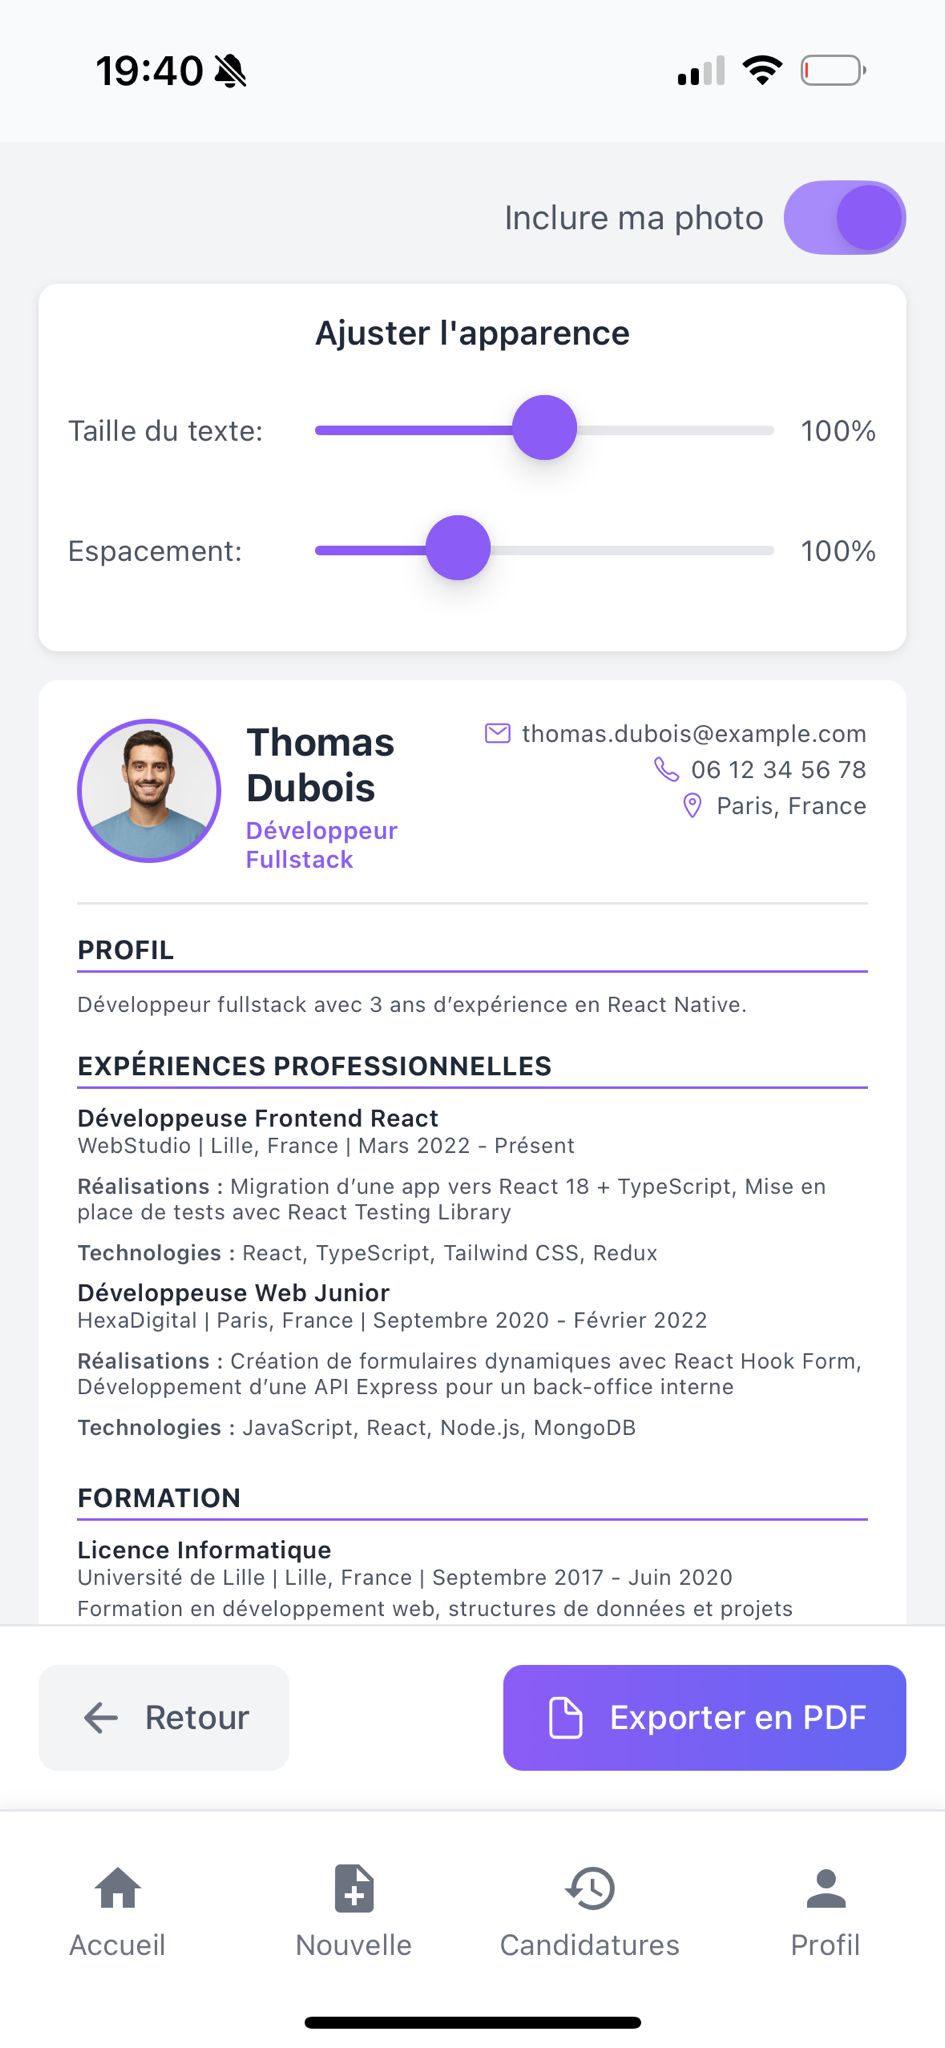 19:40
Inclure ma photo
Ajuster l'apparence
Taille du texte: 100%
Espacement: 100%
Thomas
Dubois
Développeur
Fullstack
thomas.dubois@example.com
06 12 34 56 78
Paris, France
PROFIL
Développeur fullstack avec 3 ans d’expérience en React Native.
EXPÉRIENCES PROFESSIONNELLES
Développeuse Frontend React
WebStudio | Lille, France | Mars 2022 - Présent
Réalisations : Migration d’une app vers React 18 + TypeScript, Mise en
place de tests avec React Testing Library
Technologies : React, TypeScript, Tailwind CSS, Redux
Développeuse Web Junior
HexaDigital | Paris, France | Septembre 2020 - Février 2022
Réalisations : Création de formulaires dynamiques avec React Hook Form,
Développement d’une API Express pour un back-office interne
Technologies : JavaScript, React, Node.js, MongoDB
FORMATION
Licence Informatique
Université de Lille | Lille, France | Septembre 2017 - Juin 2020
Formation en développement web, structures de données et projets
Retour
Exporter en PDF
Accueil
Nouvelle
Candidatures
Profil